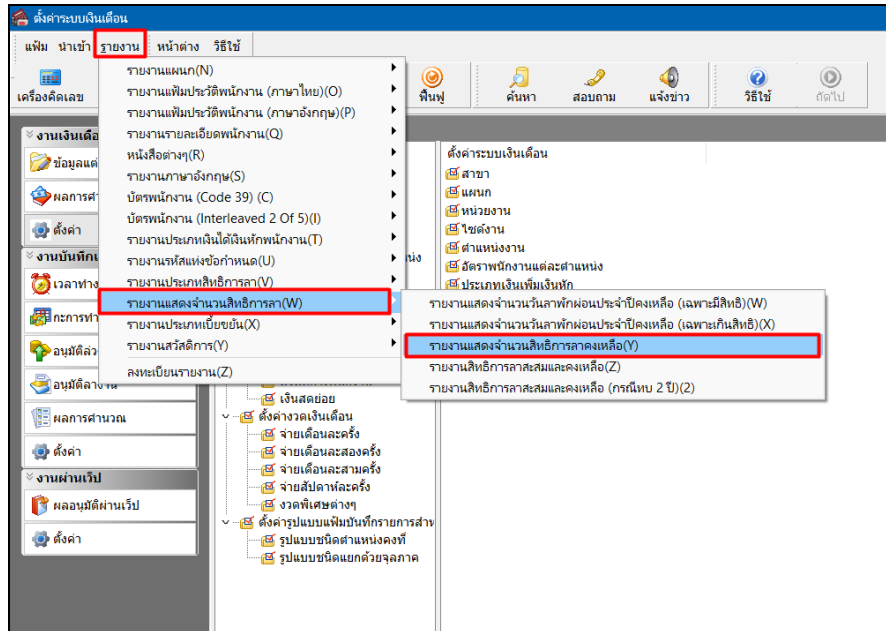 ตั้งค่าระบบเงินเดือน
แฟ้ม นำเข้า รายงาน หน้าต่าง วิธีใช้
เครื่องคิดเลข ฟื้นฟู ค้นหา สอบถาม แจ้งข่าว วิธีใช้ ถัดไป
รายงานแผนก(N)
รายงานแฟ้มประวัติพนักงาน (ภาษาไทย)(O)
รายงานแฟ้มประวัติพนักงาน (ภาษาอังกฤษ)(P)
รายงานรายละเอียดพนักงาน(Q)
หนังสือต่างๆ(R)
รายงานภาษาอังกฤษ(S)
บัตรพนักงาน (Code 39) (C)
บัตรพนักงาน (Interleaved 2 Of 5)(I)
รายงานประเภทเงินได้เงินหักพนักงาน(T)
รายงานรหัสแห่งข้อกำหนด(U)
รายงานประเภทสิทธิการลา(V)
รายงานแสดงจำนวนสิทธิการลา(W)
รายงานประเภทเบี้ยขยัน(X)
รายงานสวัสดิการ(Y)
ลงทะเบียนรายงาน(Z)
รายงานแสดงจำนวนวันลาพักผ่อนประจำปีคงเหลือ (เฉพาะมีสิทธิ)(W)
รายงานแสดงจำนวนวันลาพักผ่อนประจำปีคงเหลือ (เฉพาะเกินสิทธิ)(X)
รายงานแสดงจำนวนสิทธิการลาคงเหลือ(Y)
รายงานสิทธิการลาสะสมและคงเหลือ(Z)
รายงานสิทธิการลาสะสมและคงเหลือ (กรณีทบ 2 ปี)(2)
งานเงินเดือ
ข้อมูลแต่
ผลการคำ
ตั้งค่า
งานบันทึกเ
เวลาทำง
กะการทำ
อนุมัติล่ว
อนุมัติลางาน
ผลการคำนวณ
ตั้งค่า
งานผ่านเว็ป
ผลอนุมัติผ่านเว็ป
ตั้งค่า
เงินสดย่อย
ตั้งค่างวดเงินเดือน
จ่ายเดือนละครั้ง
จ่ายเดือนละสองครั้ง
จ่ายเดือนละสามครั้ง
จ่ายสัปดาห์ละครั้ง
งวดพิเศษต่างๆ
ตั้งค่ารูปแบบแฟ้มบันทึกรายการสำห
รูปแบบชนิดตำแหน่งคงที่
รูปแบบชนิดแยกด้วยจุลภาค
ตั้งค่าระบบเงินเดือน
สาขา
แผนก
หน่วยงาน
ไซด์งาน
ตำแหน่งงาน
อัตราพนักงานแต่ละตำแหน่ง
ประเภทเงินเพิ่มเงินหัก